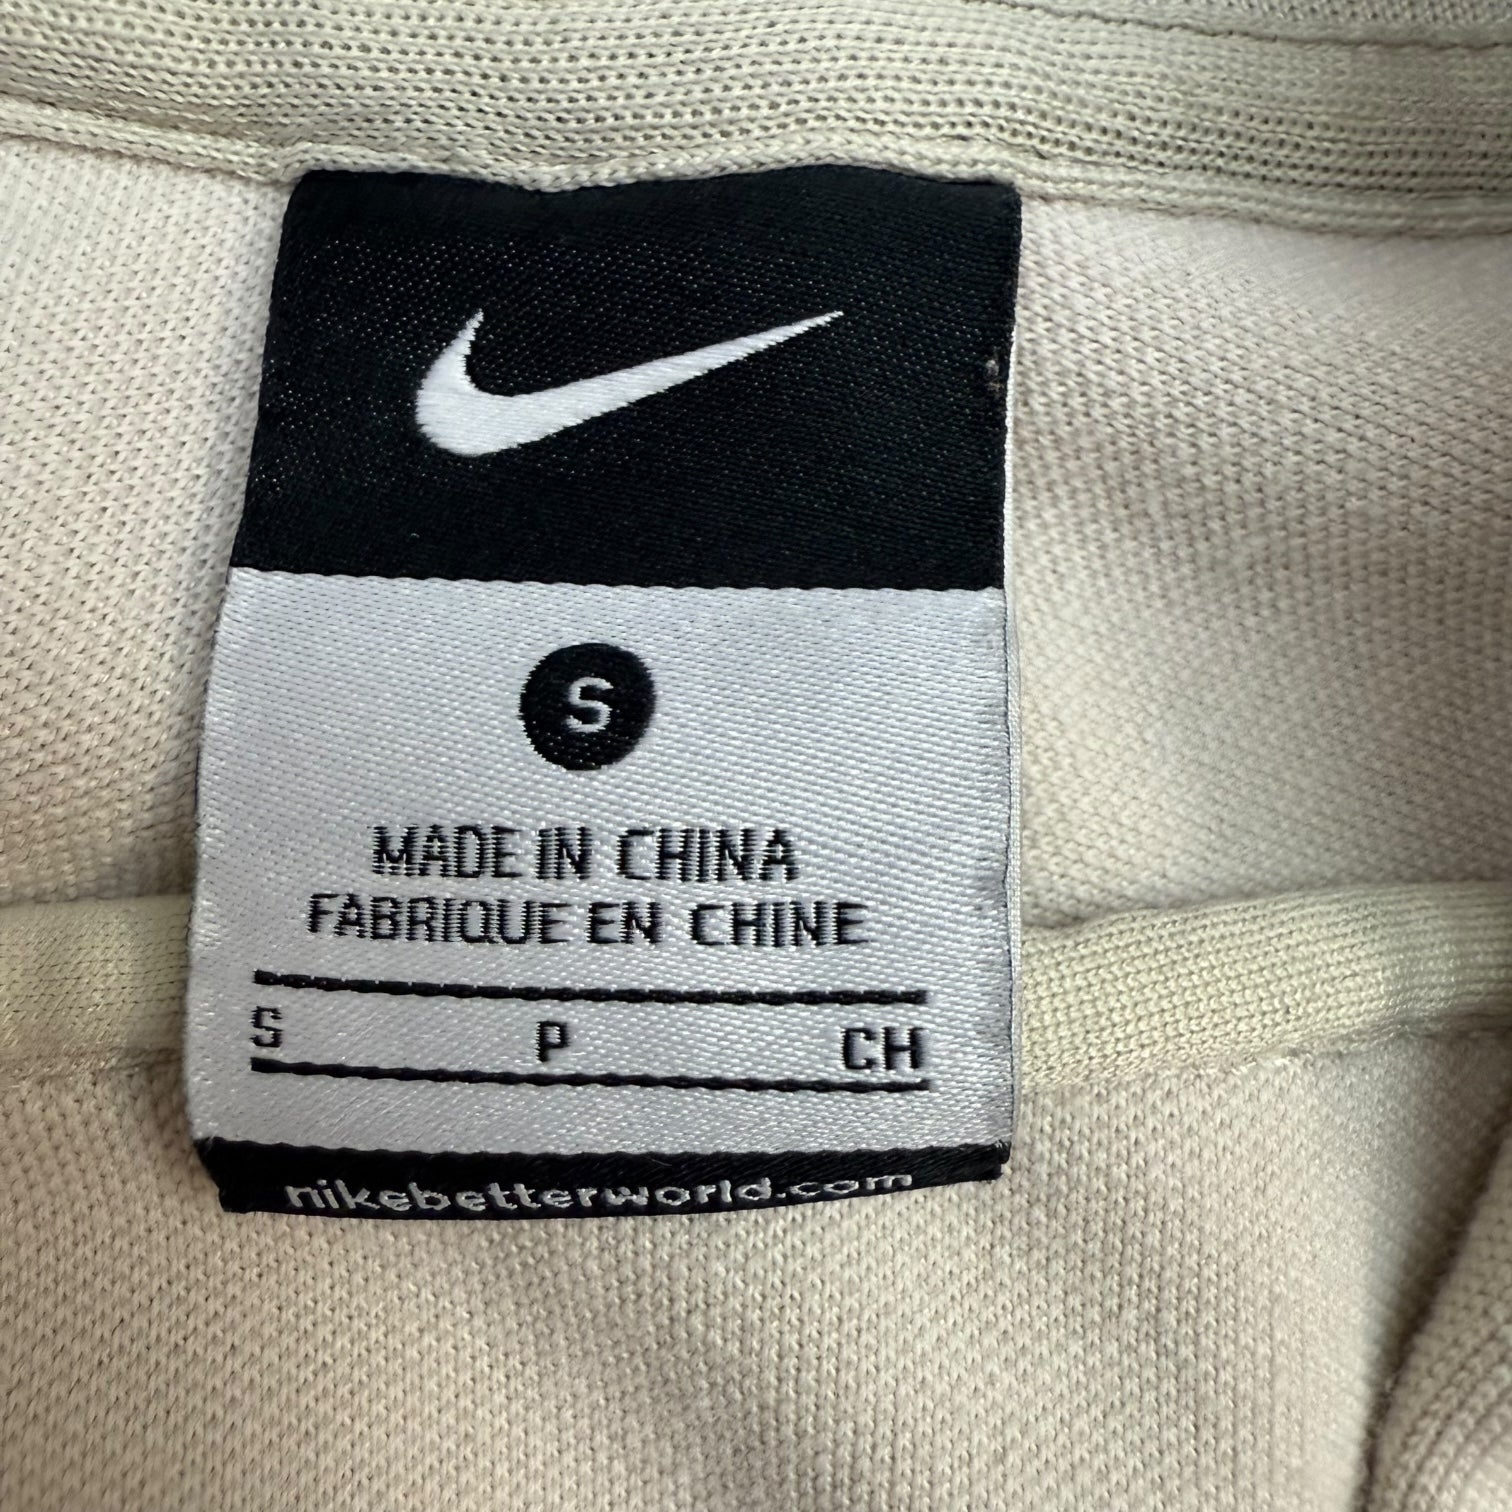 S
MADE IN CHINA
FABRIQUE EN CHINE
S P CH
nikebetterworld.com